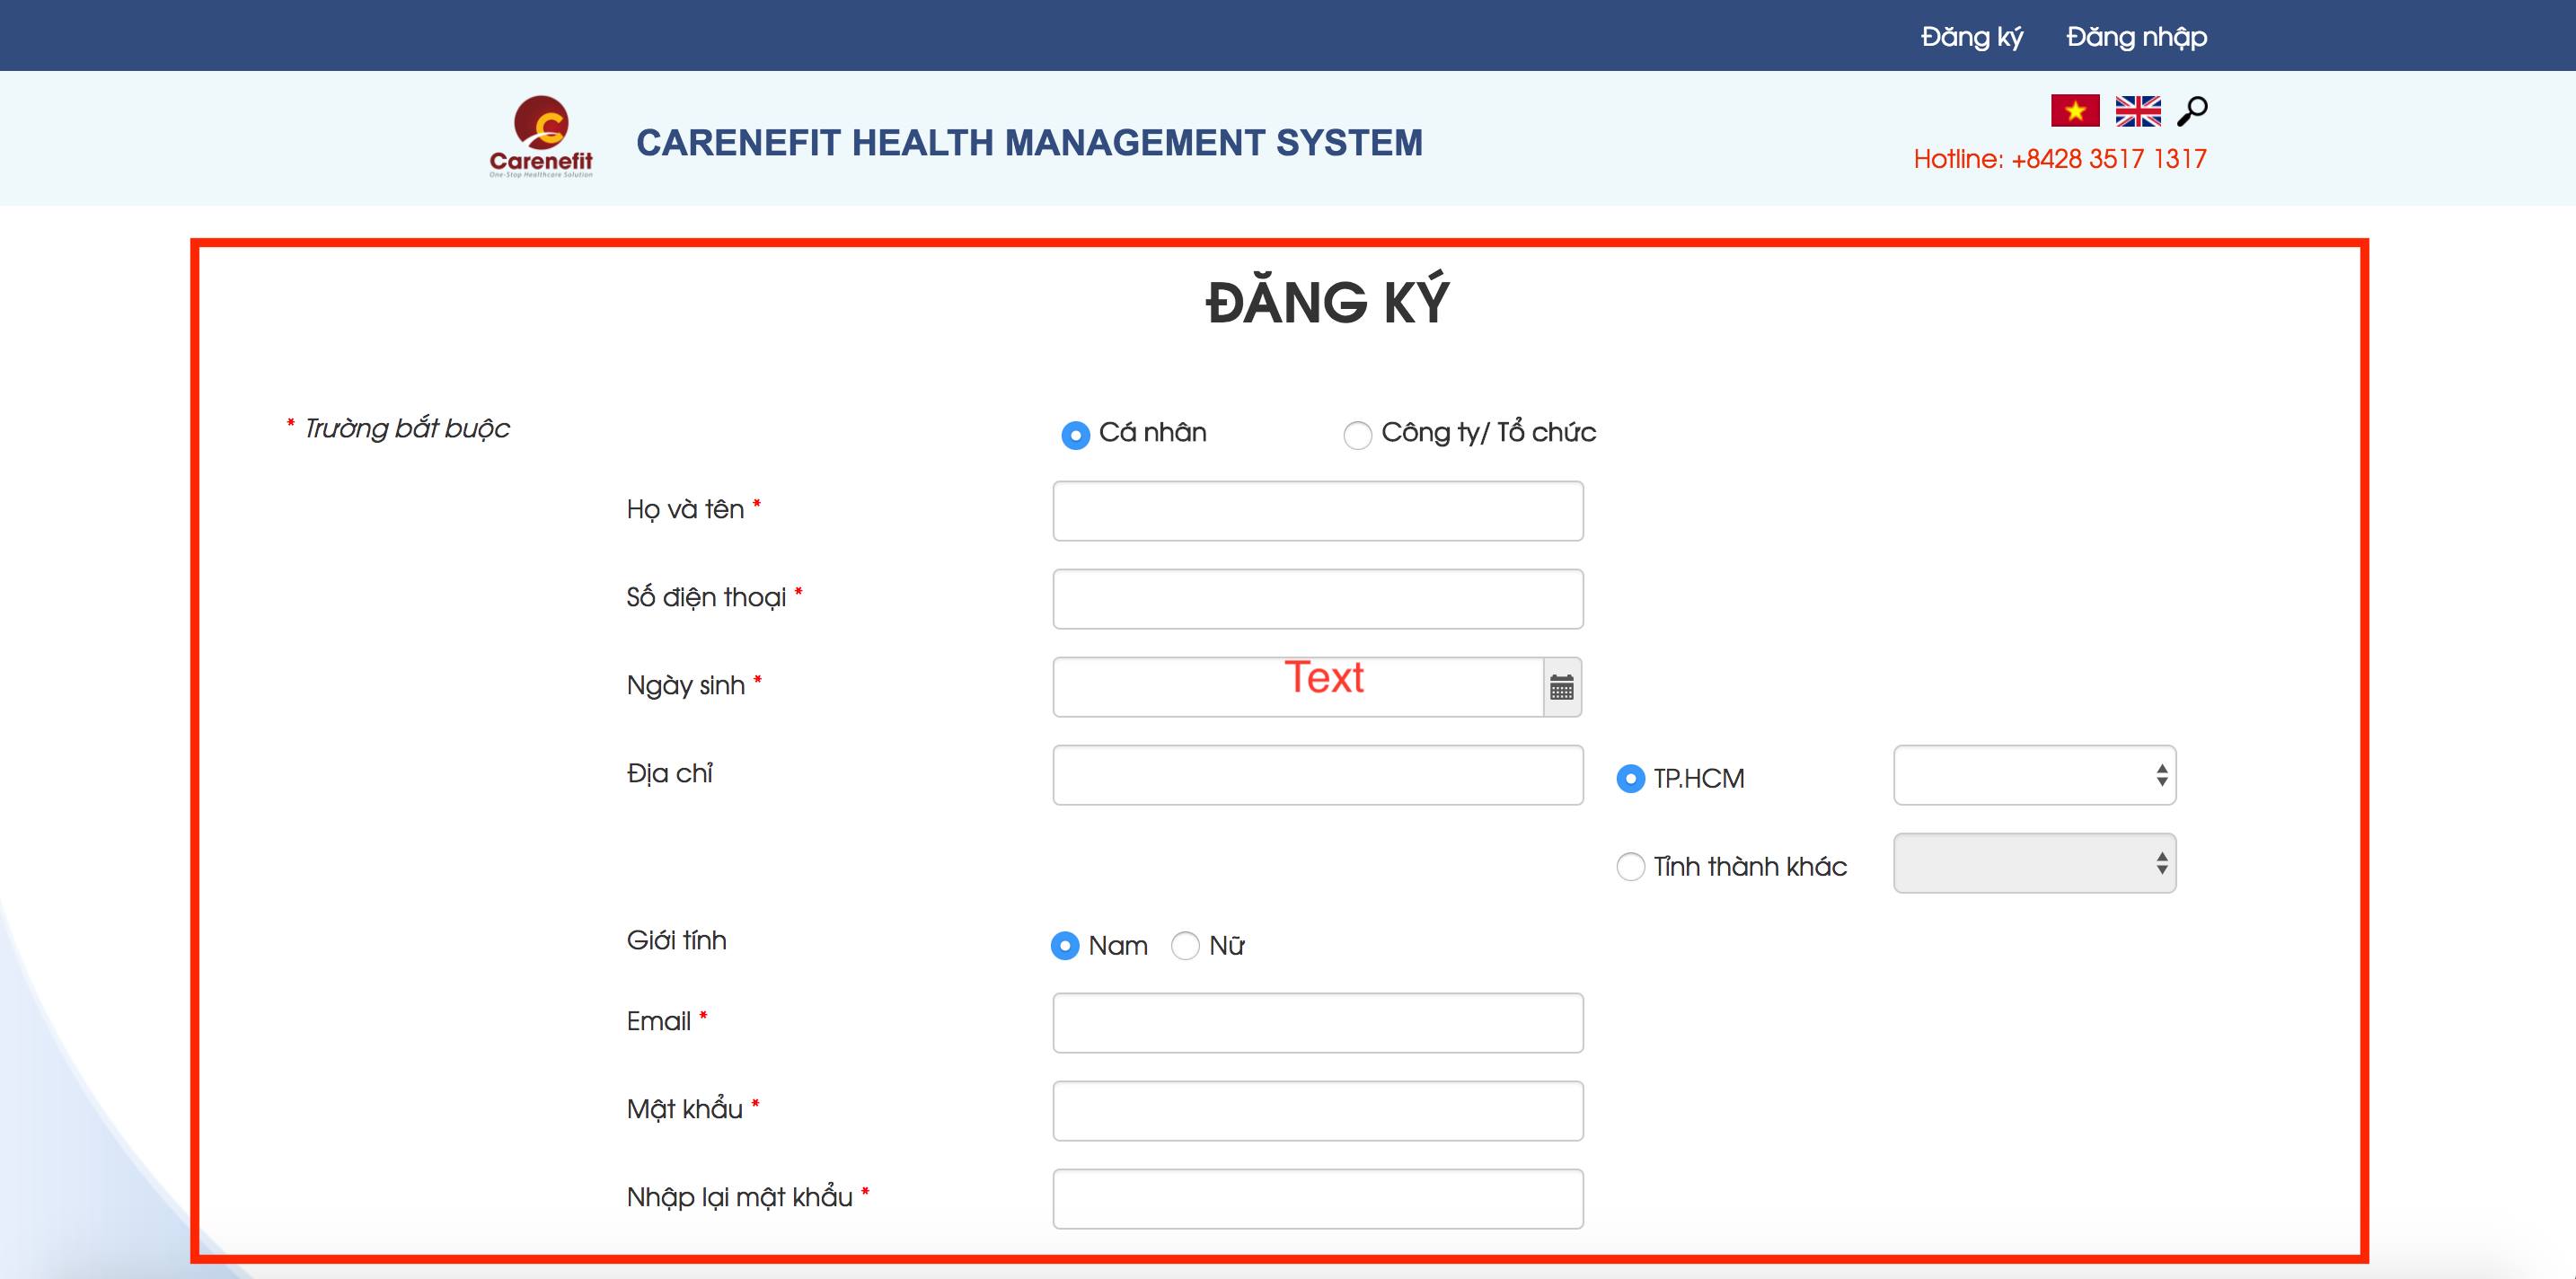 Đăng ký Đăng nhập
Carenefit
One-Stop Healthcare Solution
CARENEFIT HEALTH MANAGEMENT SYSTEM
Hotline: +8428 3517 1317
ĐĂNG KÝ
* Trường bắt buộc
Cá nhân Công ty/ Tổ chức
Họ và tên *
Số điện thoại *
Ngày sinh * Text
Địa chỉ TP.HCM
Tỉnh thành khác
Giới tính Nam Nữ
Email *
Mật khẩu *
Nhập lại mật khẩu *